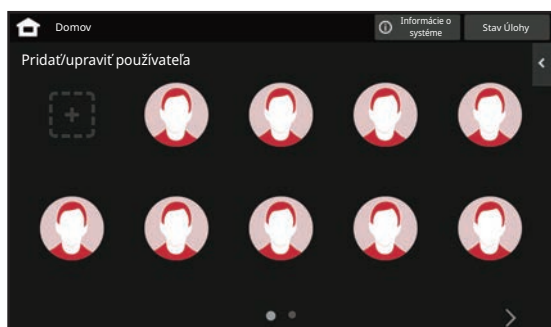 Domov
Informácie o
systéme
Stav Úlohy
Pridať/upraviť používateľa